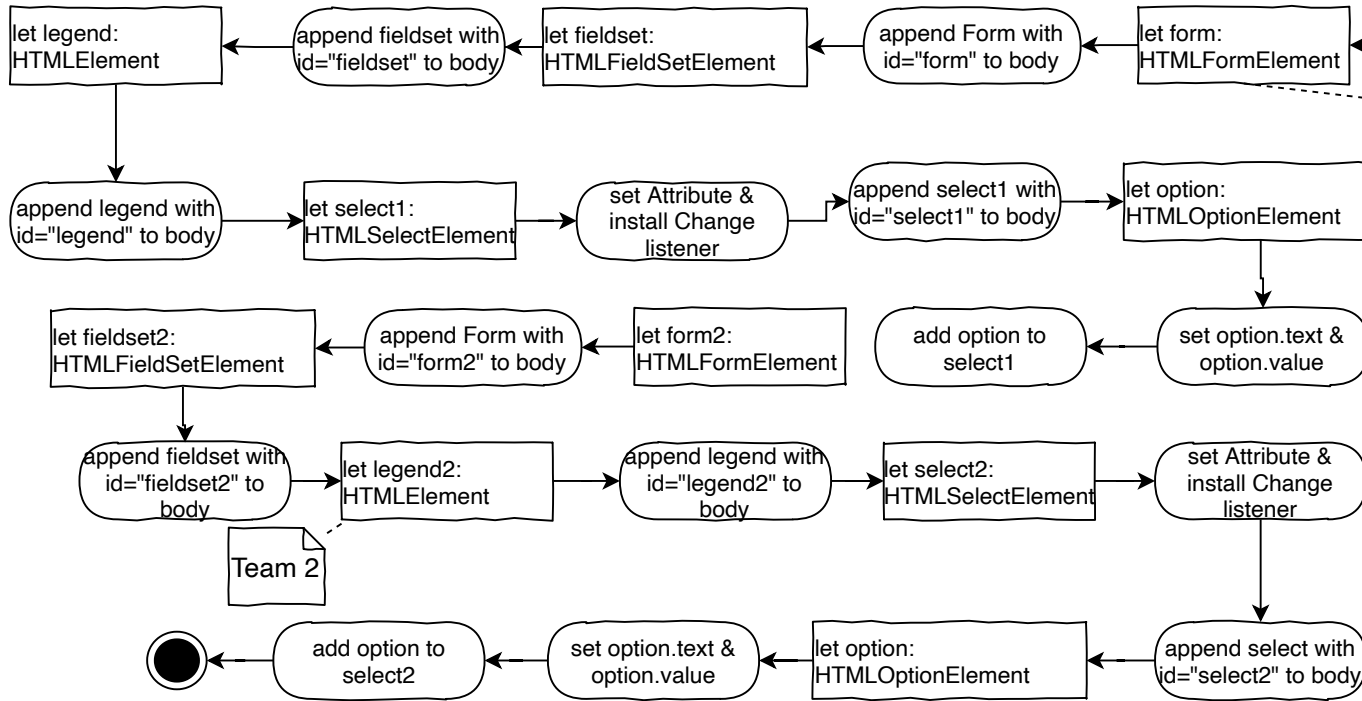 let legend:
HTMLElement
append fieldset with
id="fieldset" to body
let fieldset:
HTMLFieldSetElement
append Form with
id="form" to body
let form:
HTMLFormElement
append legend with
id="legend" to body
let select1:
HTMLSelectElement
set Attribute &
install Change
listener
append select1 with
id="select1" to body
let option:
HTMLOptionElement
let fieldset2:
HTMLFieldSetElement
append Form with
id="form2" to body
let form2:
HTMLFormElement
add option to
select1
set option.text &
option.value
append fieldset with
id="fieldset2" to
body
let legend2:
HTMLElement
append legend with
id="legend2" to
body
let select2:
HTMLSelectElement
set Attribute &
install Change
listener
Team 2
add option to
select2
set option.text &
option.value
let option:
HTMLOptionElement
append select with
id="select2" to body